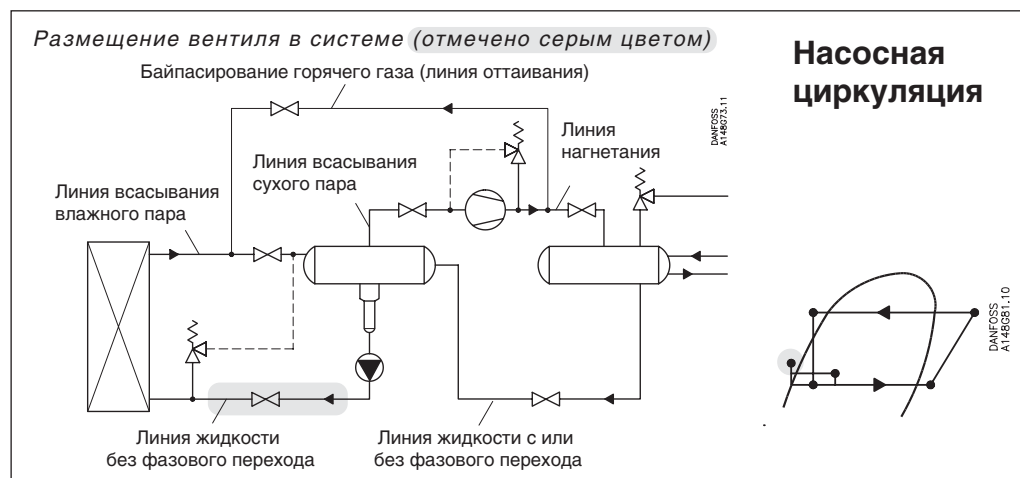 Размещение вентиля в системе (отмечено серым цветом)
Насосная
циркуляция
Байпасирование горячего газа (линия оттаивания)
DANFOSS
A148G73.11
Линия
нагнетания
Линия всасывания
сухого пара
Линия всасывания
влажного пара
DANFOSS
A148G81.10
Линия жидкости
без фазового перехода
Линия жидкости с или
без фазового перехода